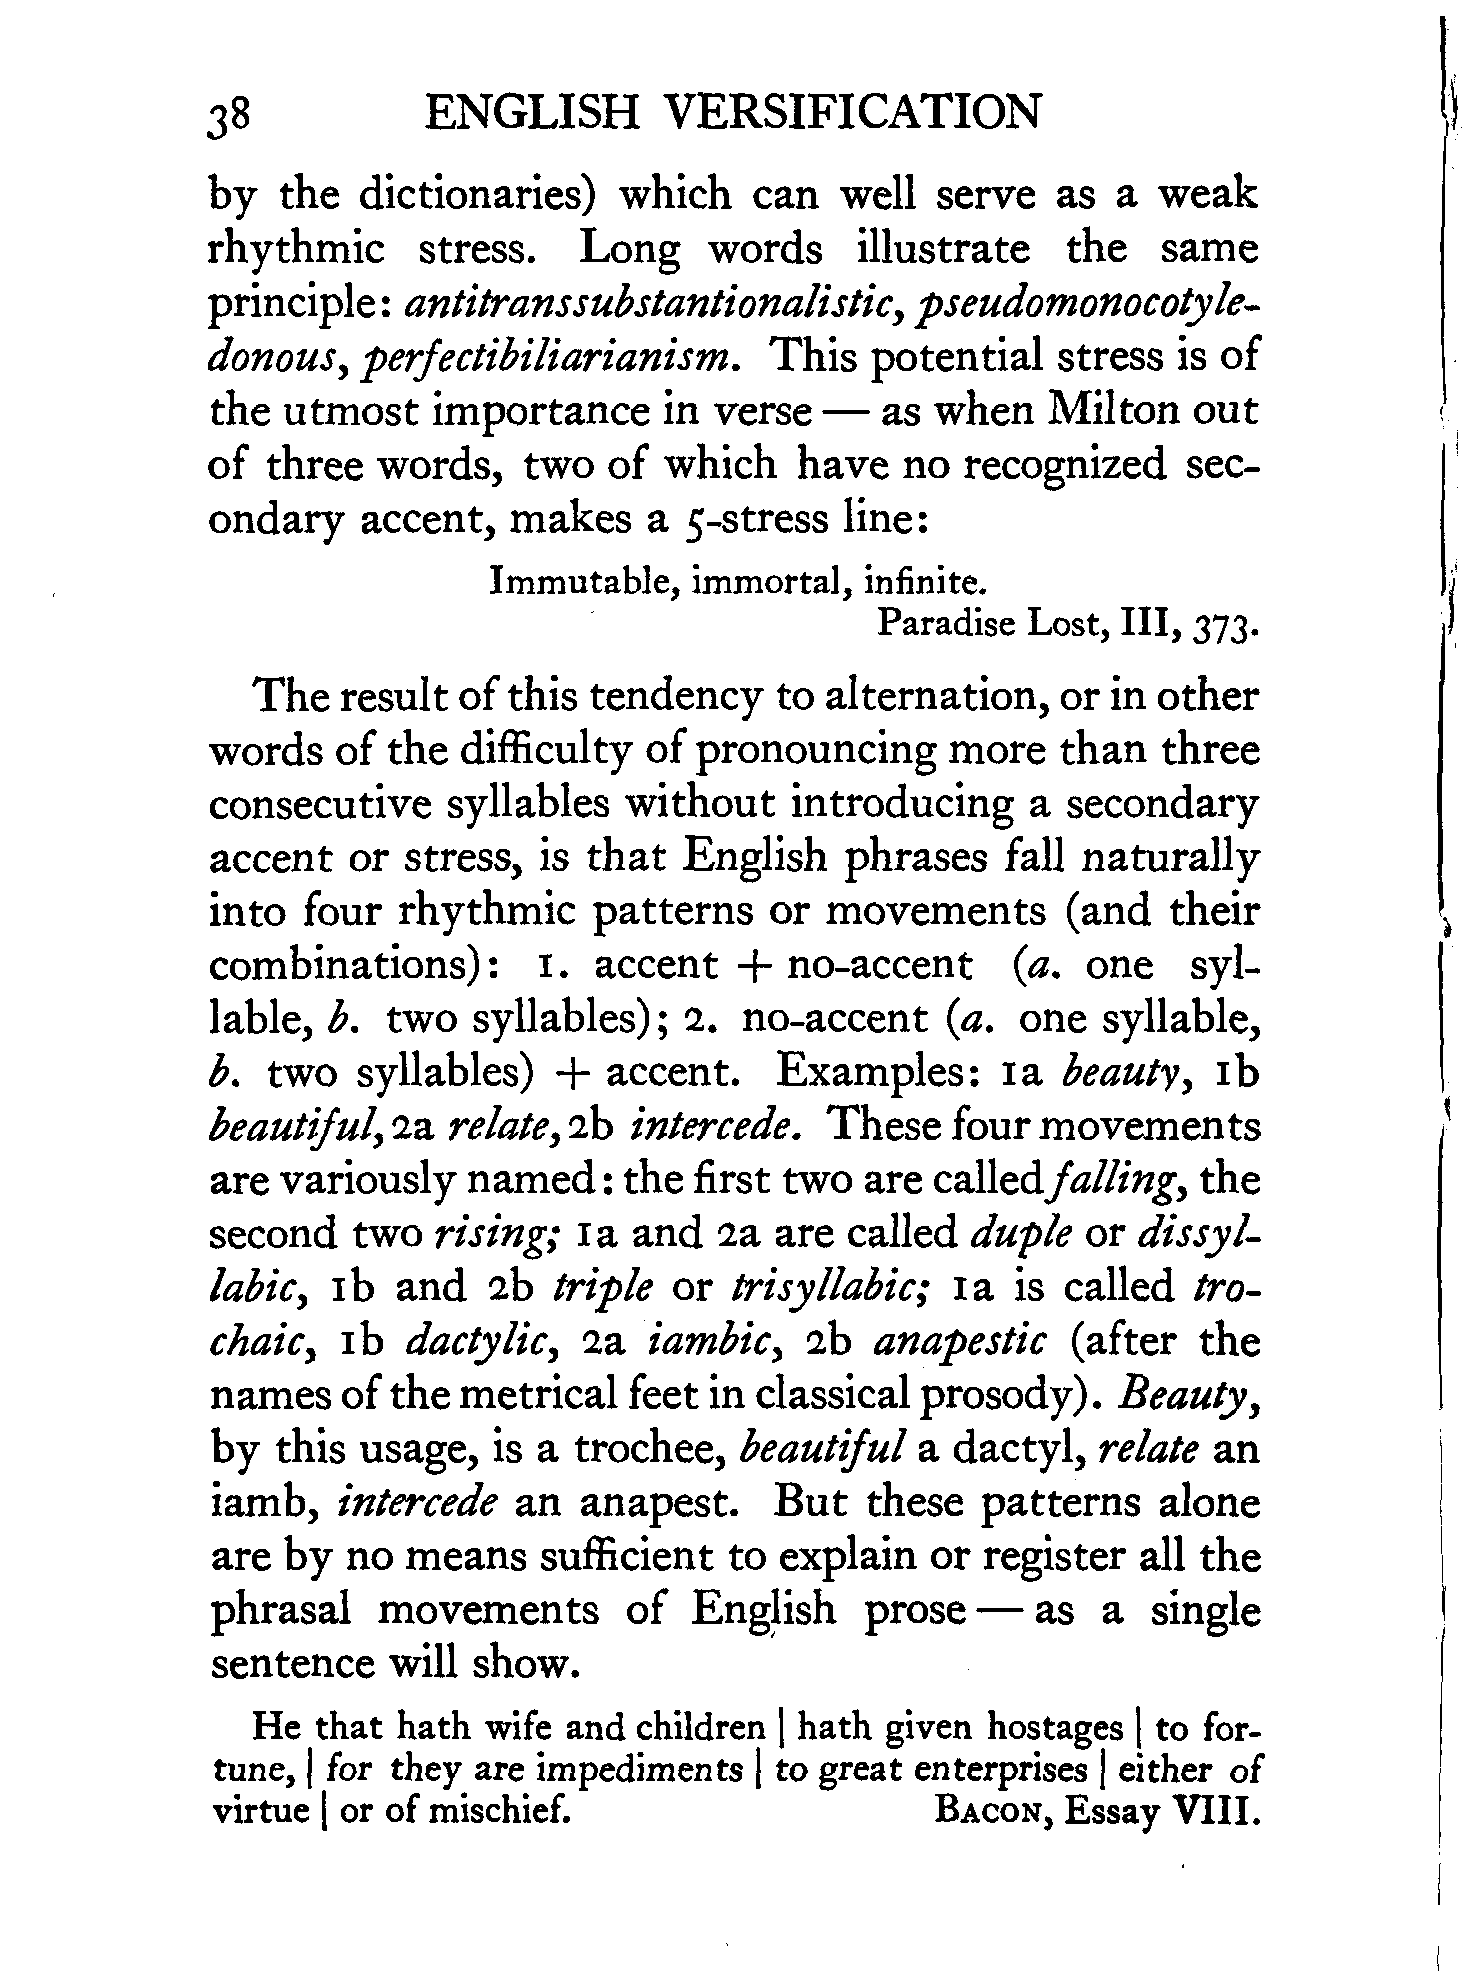 38 ENGLISH VERSIFICATION
by the dictionaries) which can well serve as a weak
rhythmic stress. Long words illustrate the same
principle: antitranssubstantionalistic, pseudomonocotyle-
donous, perfectibiliarianism. This potential stress is of
the utmost importance in verse — as when Milton out
of three words, two of which have no recognized sec-
ondary accent, makes a 5-stress line:
Immutable, immortal, infinite.
Paradise Lost, III, 373.
The result of this tendency to alternation, or in other
words of the difficulty of pronouncing more than three
consecutive syllables without introducing a secondary
accent or stress, is that English phrases fall naturally
into four rhythmic patterns or movements (and their
combinations): 1. accent + no-accent (a. one syl-
lable, b. two syllables); 2. no-accent (a. one syllable,
b. two syllables) + accent. Examples: 1a beauty, 1b
beautiful, 2a relate, 2b intercede. These four movements
are variously named: the first two are called falling, the
second two rising; 1a and 2a are called duple or dissyl-
labic, 1b and 2b triple or trisyllabic; 1a is called tro-
chaic, 1b dactylic, 2a iambic, 2b anapestic (after the
names of the metrical feet in classical prosody). Beauty,
by this usage, is a trochee, beautiful a dactyl, relate an
iamb, intercede an anapest. But these patterns alone
are by no means sufficient to explain or register all the
phrasal movements of English prose — as a single
sentence will show.
He that hath wife and children | hath given hostages | to for-
tune, | for they are impediments | to great enterprises | either of
virtue | or of mischief. BACON, Essay VIII.